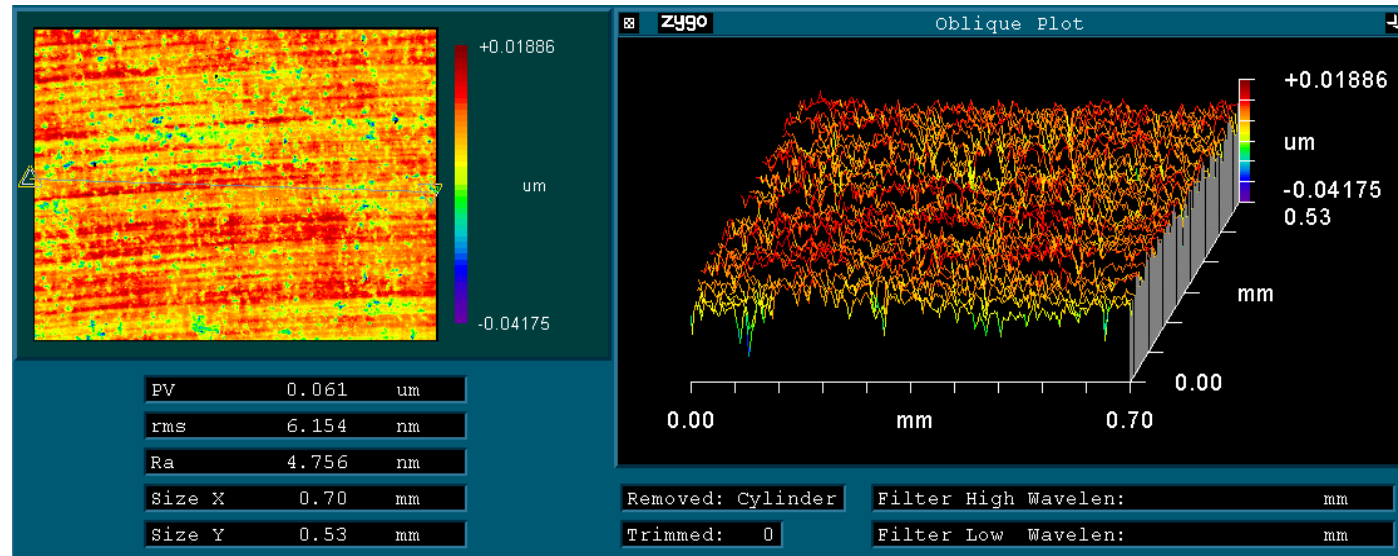 +0.01886
um
-0.04175
PV 0.061 um
rms 6.154 nm
Ra 4.756 nm
Size X 0.70 mm
Size Y 0.53 mm
zygo Oblique Plot
+0.01886
um
-0.04175
0.53
mm
0.00
0.00 mm 0.70
Removed: Cylinder
Trimmed: 0
Filter High Wavelen: mm
Filter Low Wavelen: mm